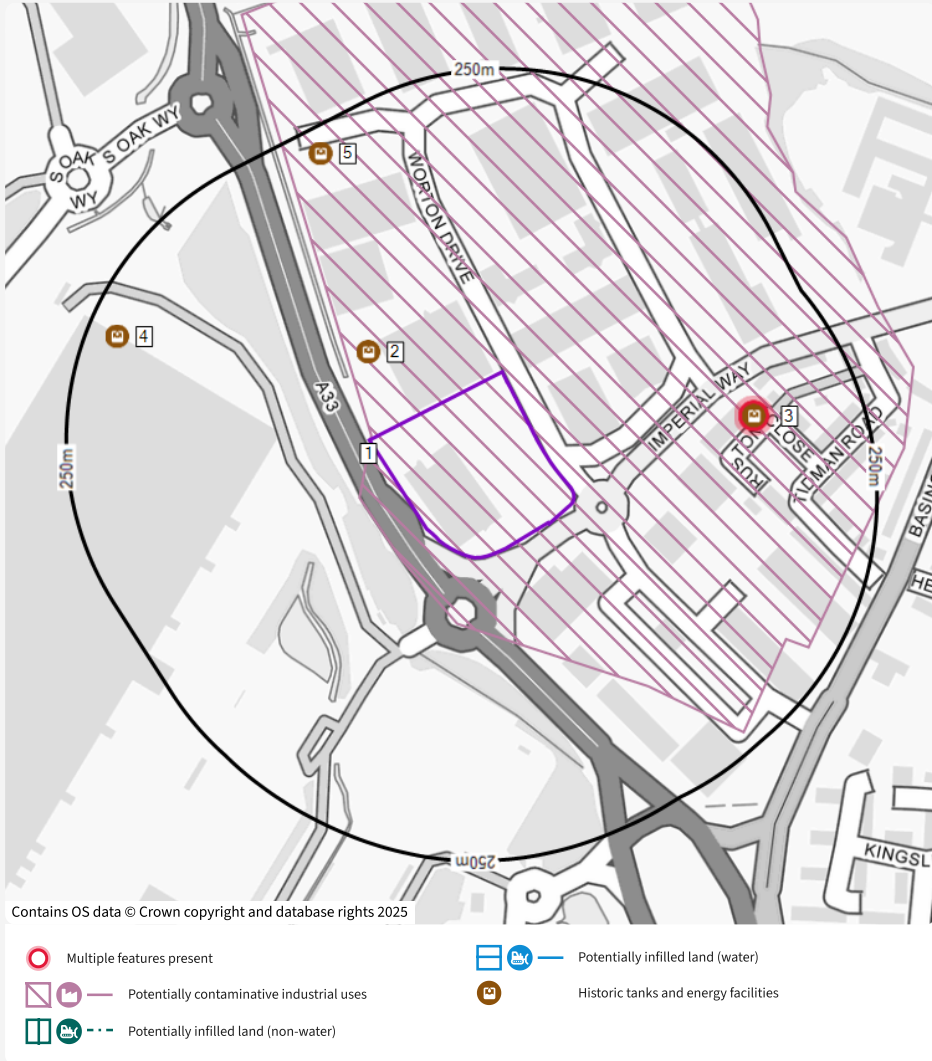 250m
S OAK WY
S OAK
WY
5
WORTON DRIVE
4
2
A33
IMPERIAL WAY
3
1
CLOSE
TIDMAN ROAD
RUS
250m
250m
BASING
HE
250m
KINGSL
Contains OS data © Crown copyright and database rights 2025
Multiple features present
Potentially infilled land (water)
Potentially contaminative industrial uses
Historic tanks and energy facilities
Potentially infilled land (non-water)